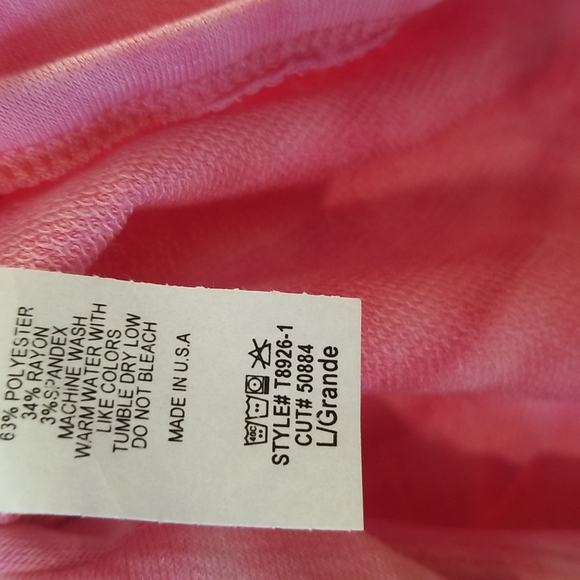 63% POLYESTER
34% RAYON
3%SPANDEX
MACHINE WASH
WARM WATER WITH
LIKE COLORS
TUMBLE DRY LOW
DO NOT BLEACH
MADE IN U.S.A
40C
STYLE# T8926-1
CUT# 50884
L/Grande